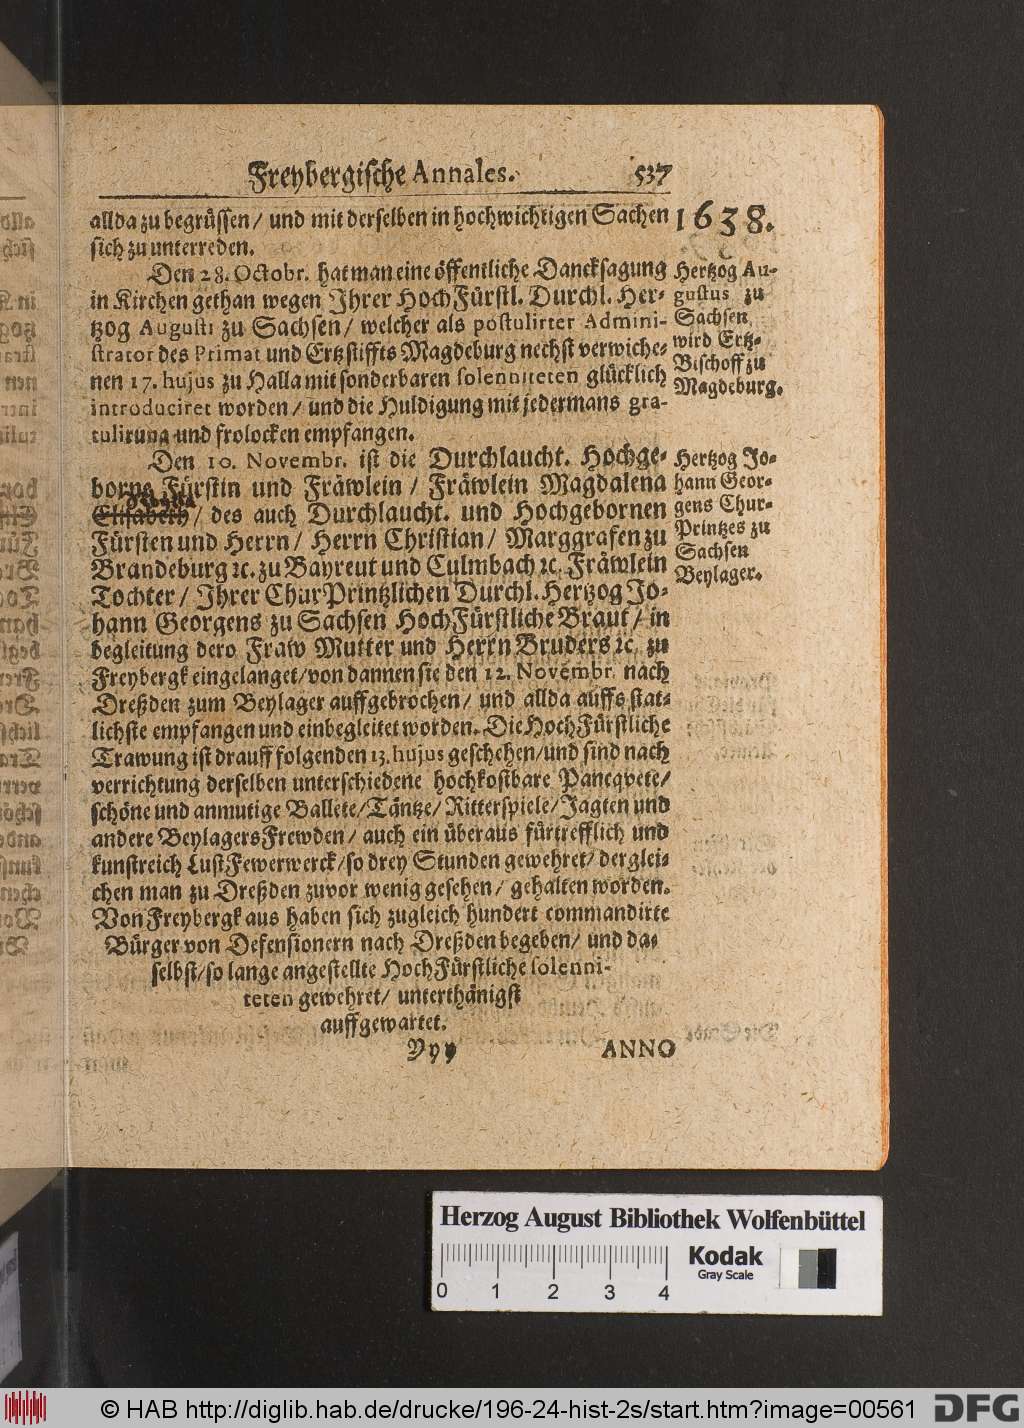 Freybergische Annales. 537
allda zu begrüssen / und mit derselben in hochwichtigen Sachen
sich zu unterreden.
1638.
Den 28. Octobr. hat man eine öffentliche Dancksagung
in Kirchen gethan wegen Ihrer HochFürstl. Durchl. Her-
tzog Augusti zu Sachsen / welcher als postulirter Admini-
strator des Primat und Ertzstiffts Magdeburg nechst verwiche-
nen 17. hujus zu Halla mit sonderbaren solenniteten glücklich
introduciret worden / und die Huldigung mit jedermans gra-
tulirung und frolocken empfangen.
Hertzog Au-
gustus zu
Sachsen
wird Ertz-
Bischoff zu
Magdeburg.
Den 10. Novembr. ist die Durchlaucht. Hochge-
borne Fürstin und Fräwlein / Fräwlein Magdalena
Sybilla
Elisabeth / des auch Durchlaucht. und Hochgebornen
Fürsten und Herrn / Herrn Christian / Marggrafen zu
Brandeburg ꝛc. zu Bayreut und Culmbach ꝛc. Fräwlein
Tochter / Ihrer ChurPrintzlichen Durchl. Hertzog Jo-
hann Georgens zu Sachsen HochFürstliche Braut / in
begleitung dero Fraw Mutter und Herrn Bruders ꝛc. zu
Freybergk eingelanget / von dannen sie den 12. Novembr. nach
Dreßden zum Beylager auffgebrochen / und allda auffs stat-
lichste empfangen und einbegleitet worden. Die HochFürstliche
Trawung ist drauff folgenden 13. hujus geschehen / und sind nach
verrichtung derselben unterschiedene hochkostbare Pancqvete /
schöne und anmutige Ballete / Täntze / Ritterspiele / Jagten und
andere BeylagersFrewden / auch ein überaus fürtrefflich und
kunstreich LustFewerwerck / so drey Stunden gewehret / derglei-
chen man zu Dreßden zuvor wenig gesehen / gehalten worden.
Von Freybergk aus haben sich zugleich hundert commandirte
Bürger von Defensionern nach Dreßden begeben / und da-
selbst / so lange angestellte HochFürstliche solenni-
teten gewehret / unterthänigst
auffgewartet.
Hertzog Jo-
hann Geor-
gens Chur-
Printzes zu
Sachsen
Beylager.
Yyy ANNO
Herzog August Bibliothek Wolfenbüttel
0 1 2 3 4
Kodak
Gray Scale
© HAB http://diglib.hab.de/drucke/196-24-hist-2s/start.htm?image=00561
DFG